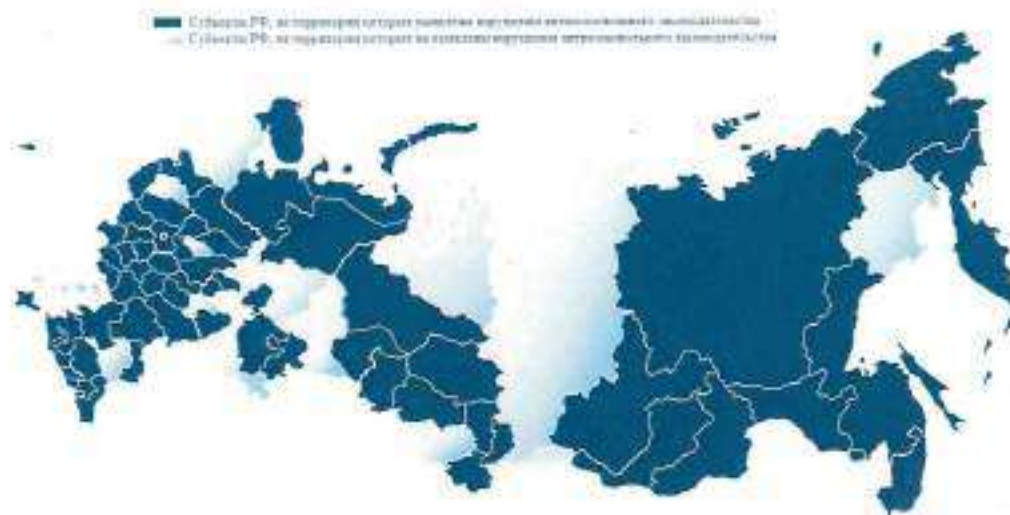 Субъекты РФ, на территории которых выявлены нарушения антимонопольного законодательства
Субъекты РФ, на территории которых не выявлены нарушения антимонопольного законодательства